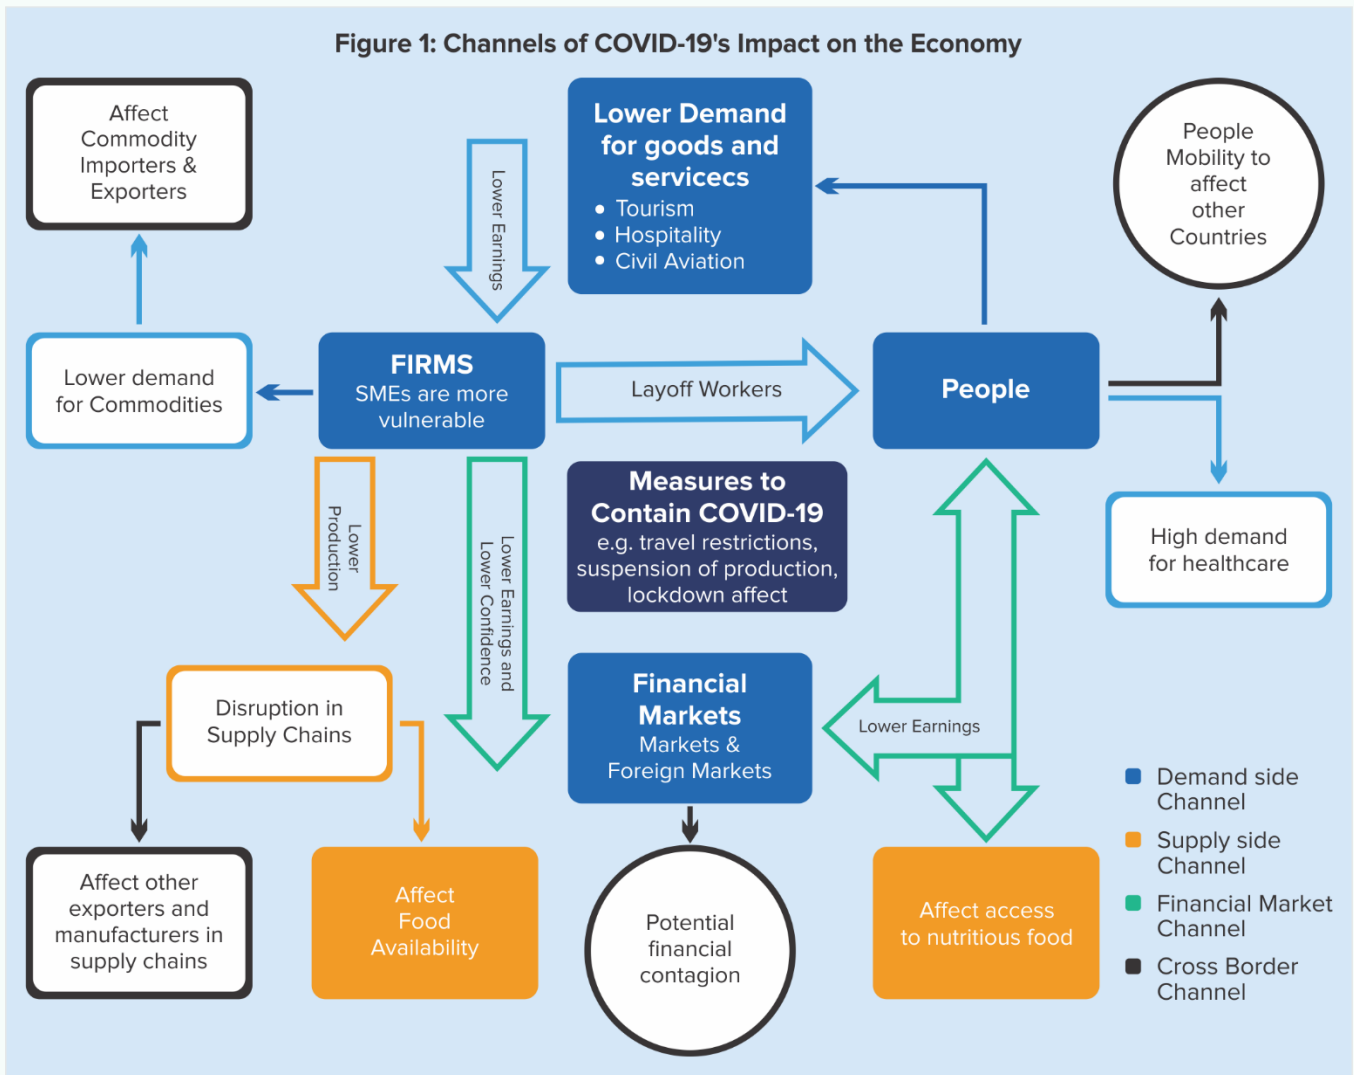 Figure 1: Channels of COVID-19's Impact on the Economy
Affect
Commodity
Importers &
Exporters
Lower Earnings
Lower Demand
for goods and
servicecs
• Tourism
• Hospitality
• Civil Aviation
People
Mobility to
affect
other
Countries
Lower demand
for Commodities
FIRMS
SMEs are more
vulnerable
Layoff Workers
People
Lower
Production
Lower Earnings and
Lower Confidence
Measures to
Contain COVID-19
e.g. travel restrictions,
suspension of production,
lockdown affect
High demand
for healthcare
Disruption in
Supply Chains
Financial
Markets
Markets &
Foreign Markets
Lower Earnings
Affect other
exporters and
manufacturers in
supply chains
Affect
Food
Availability
Potential
financial
contagion
Affect access
to nutritious food
Demand side
Channel
Supply side
Channel
Financial Market
Channel
Cross Border
Channel